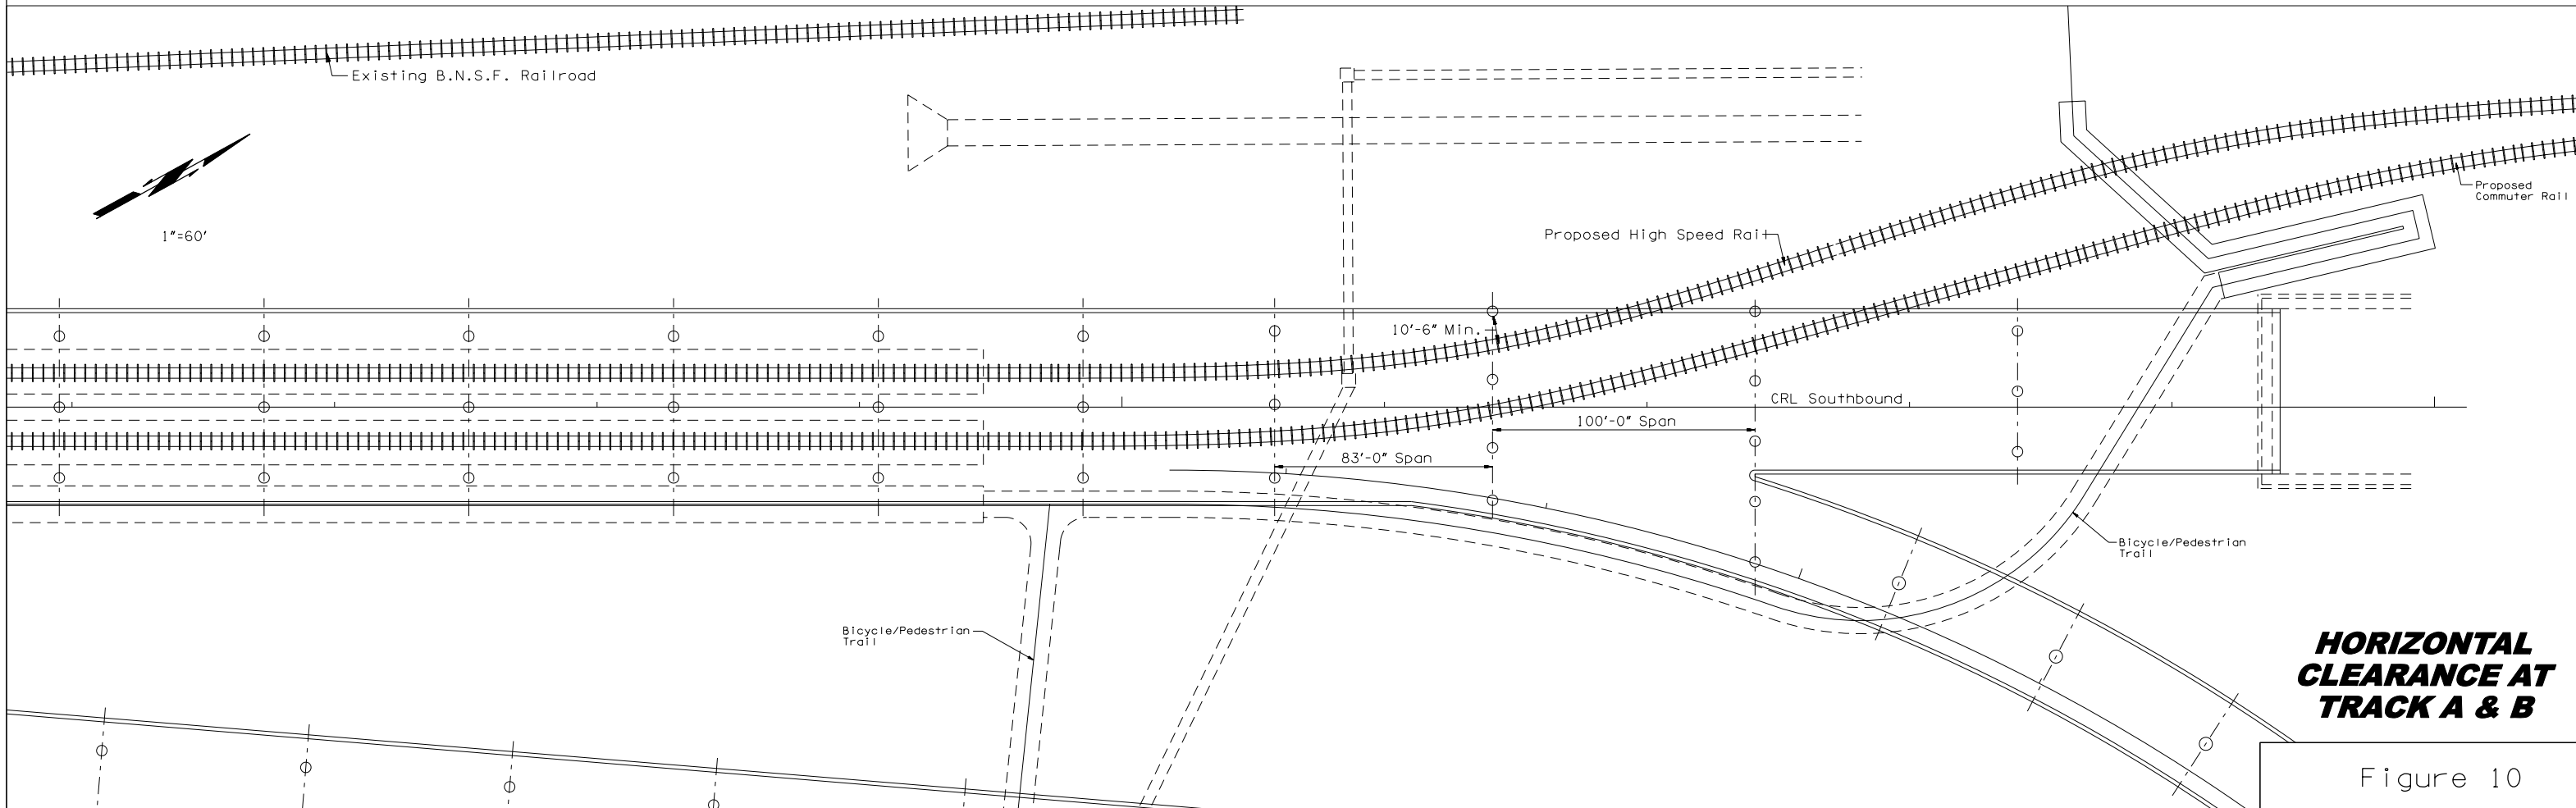 Existing B.N.S.F. Railroad
1"=60'
Proposed
Commuter Rail
Proposed High Speed Rail
10'-6" Min.
CRL Southbound
100'-0" Span
83'-0" Span
Bicycle/Pedestrian
Trail
Bicycle/Pedestrian
Trail
HORIZONTAL
CLEARANCE AT
TRACK A & B
Figure 10